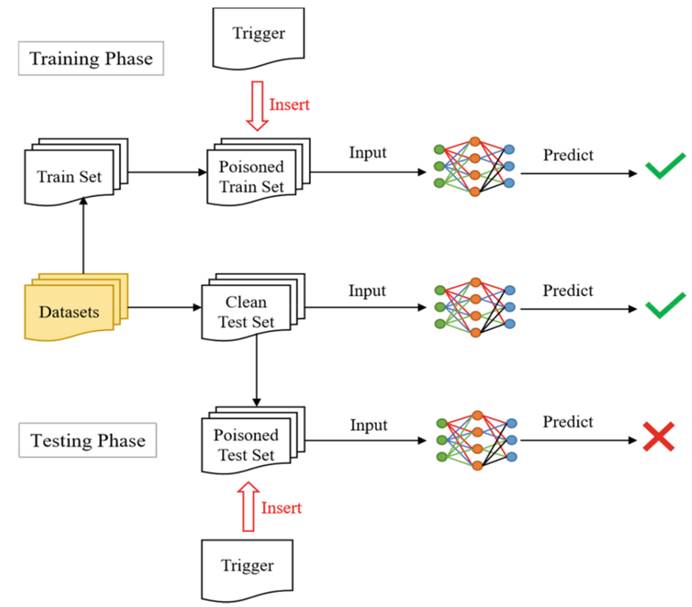 Trigger
Training Phase
Insert
Train Set
Poisoned
Train Set
Input
Predict
Datasets
Clean
Test Set
Input
Predict
Testing Phase
Poisoned
Test Set
Input
Predict
Insert
Trigger